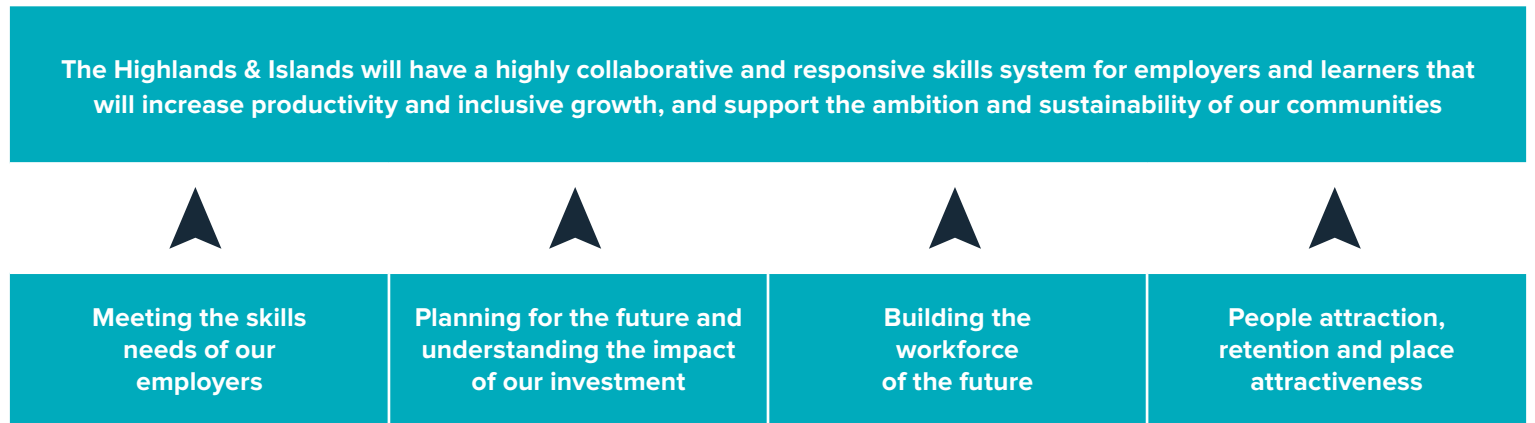 The Highlands & Islands will have a highly collaborative and responsive skills system for employers and learners that
will increase productivity and inclusive growth, and support the ambition and sustainability of our communities
Meeting the skills
needs of our
employers
Planning for the future and
understanding the impact
of our investment
Building the
workforce
of the future
People attraction,
retention and place
attractiveness